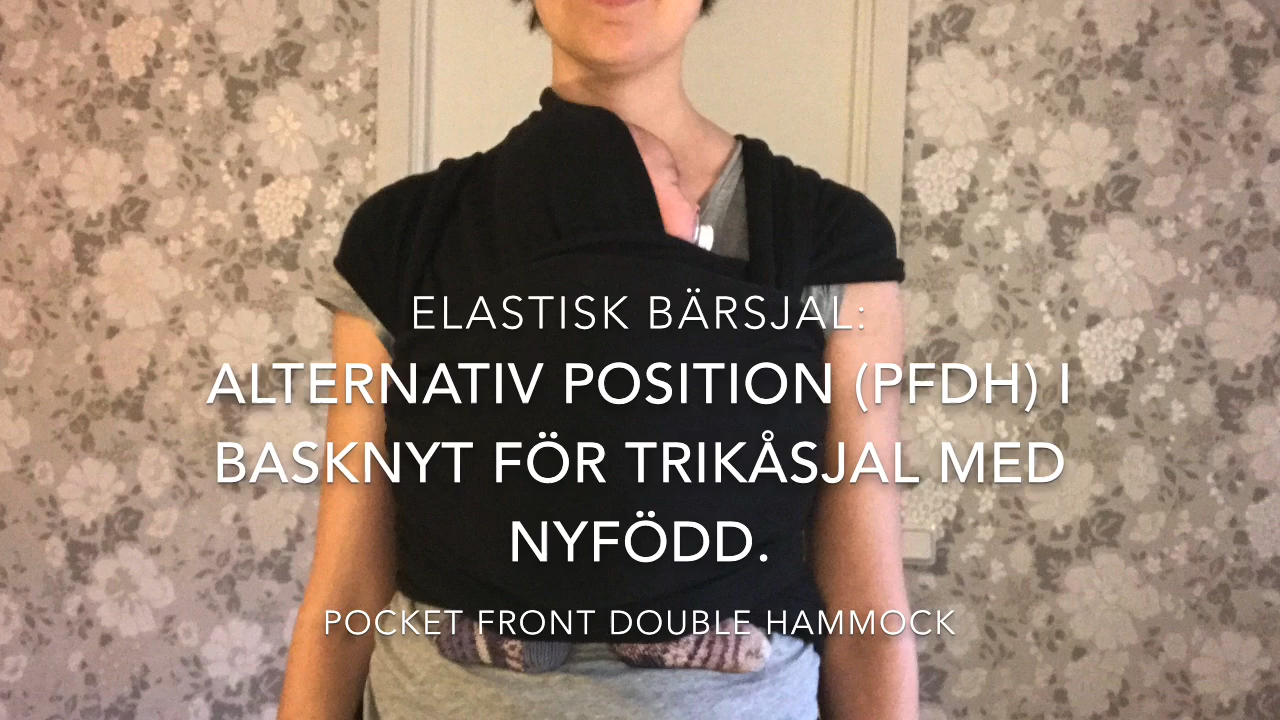 ELASTISK BÄRSJAL:
ALTERNATIV POSITION (PFDH) I
BASKNYT FÖR TRIKÅSJAL MED
NYFÖDD.
POCKET FRONT DOUBLE HAMMOCK